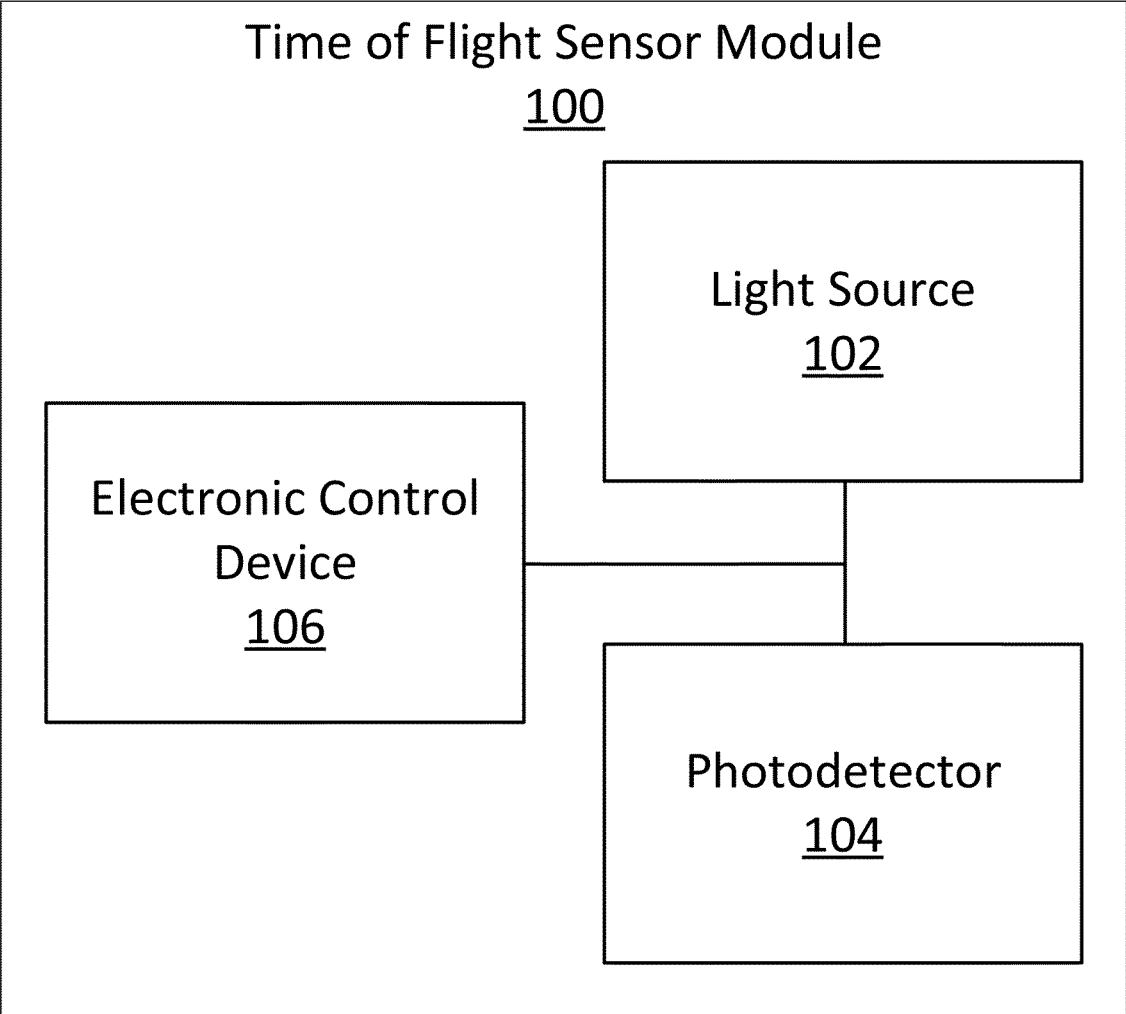 Time of Flight Sensor Module
100
Light Source
102
Electronic Control
Device
106
Photodetector
104